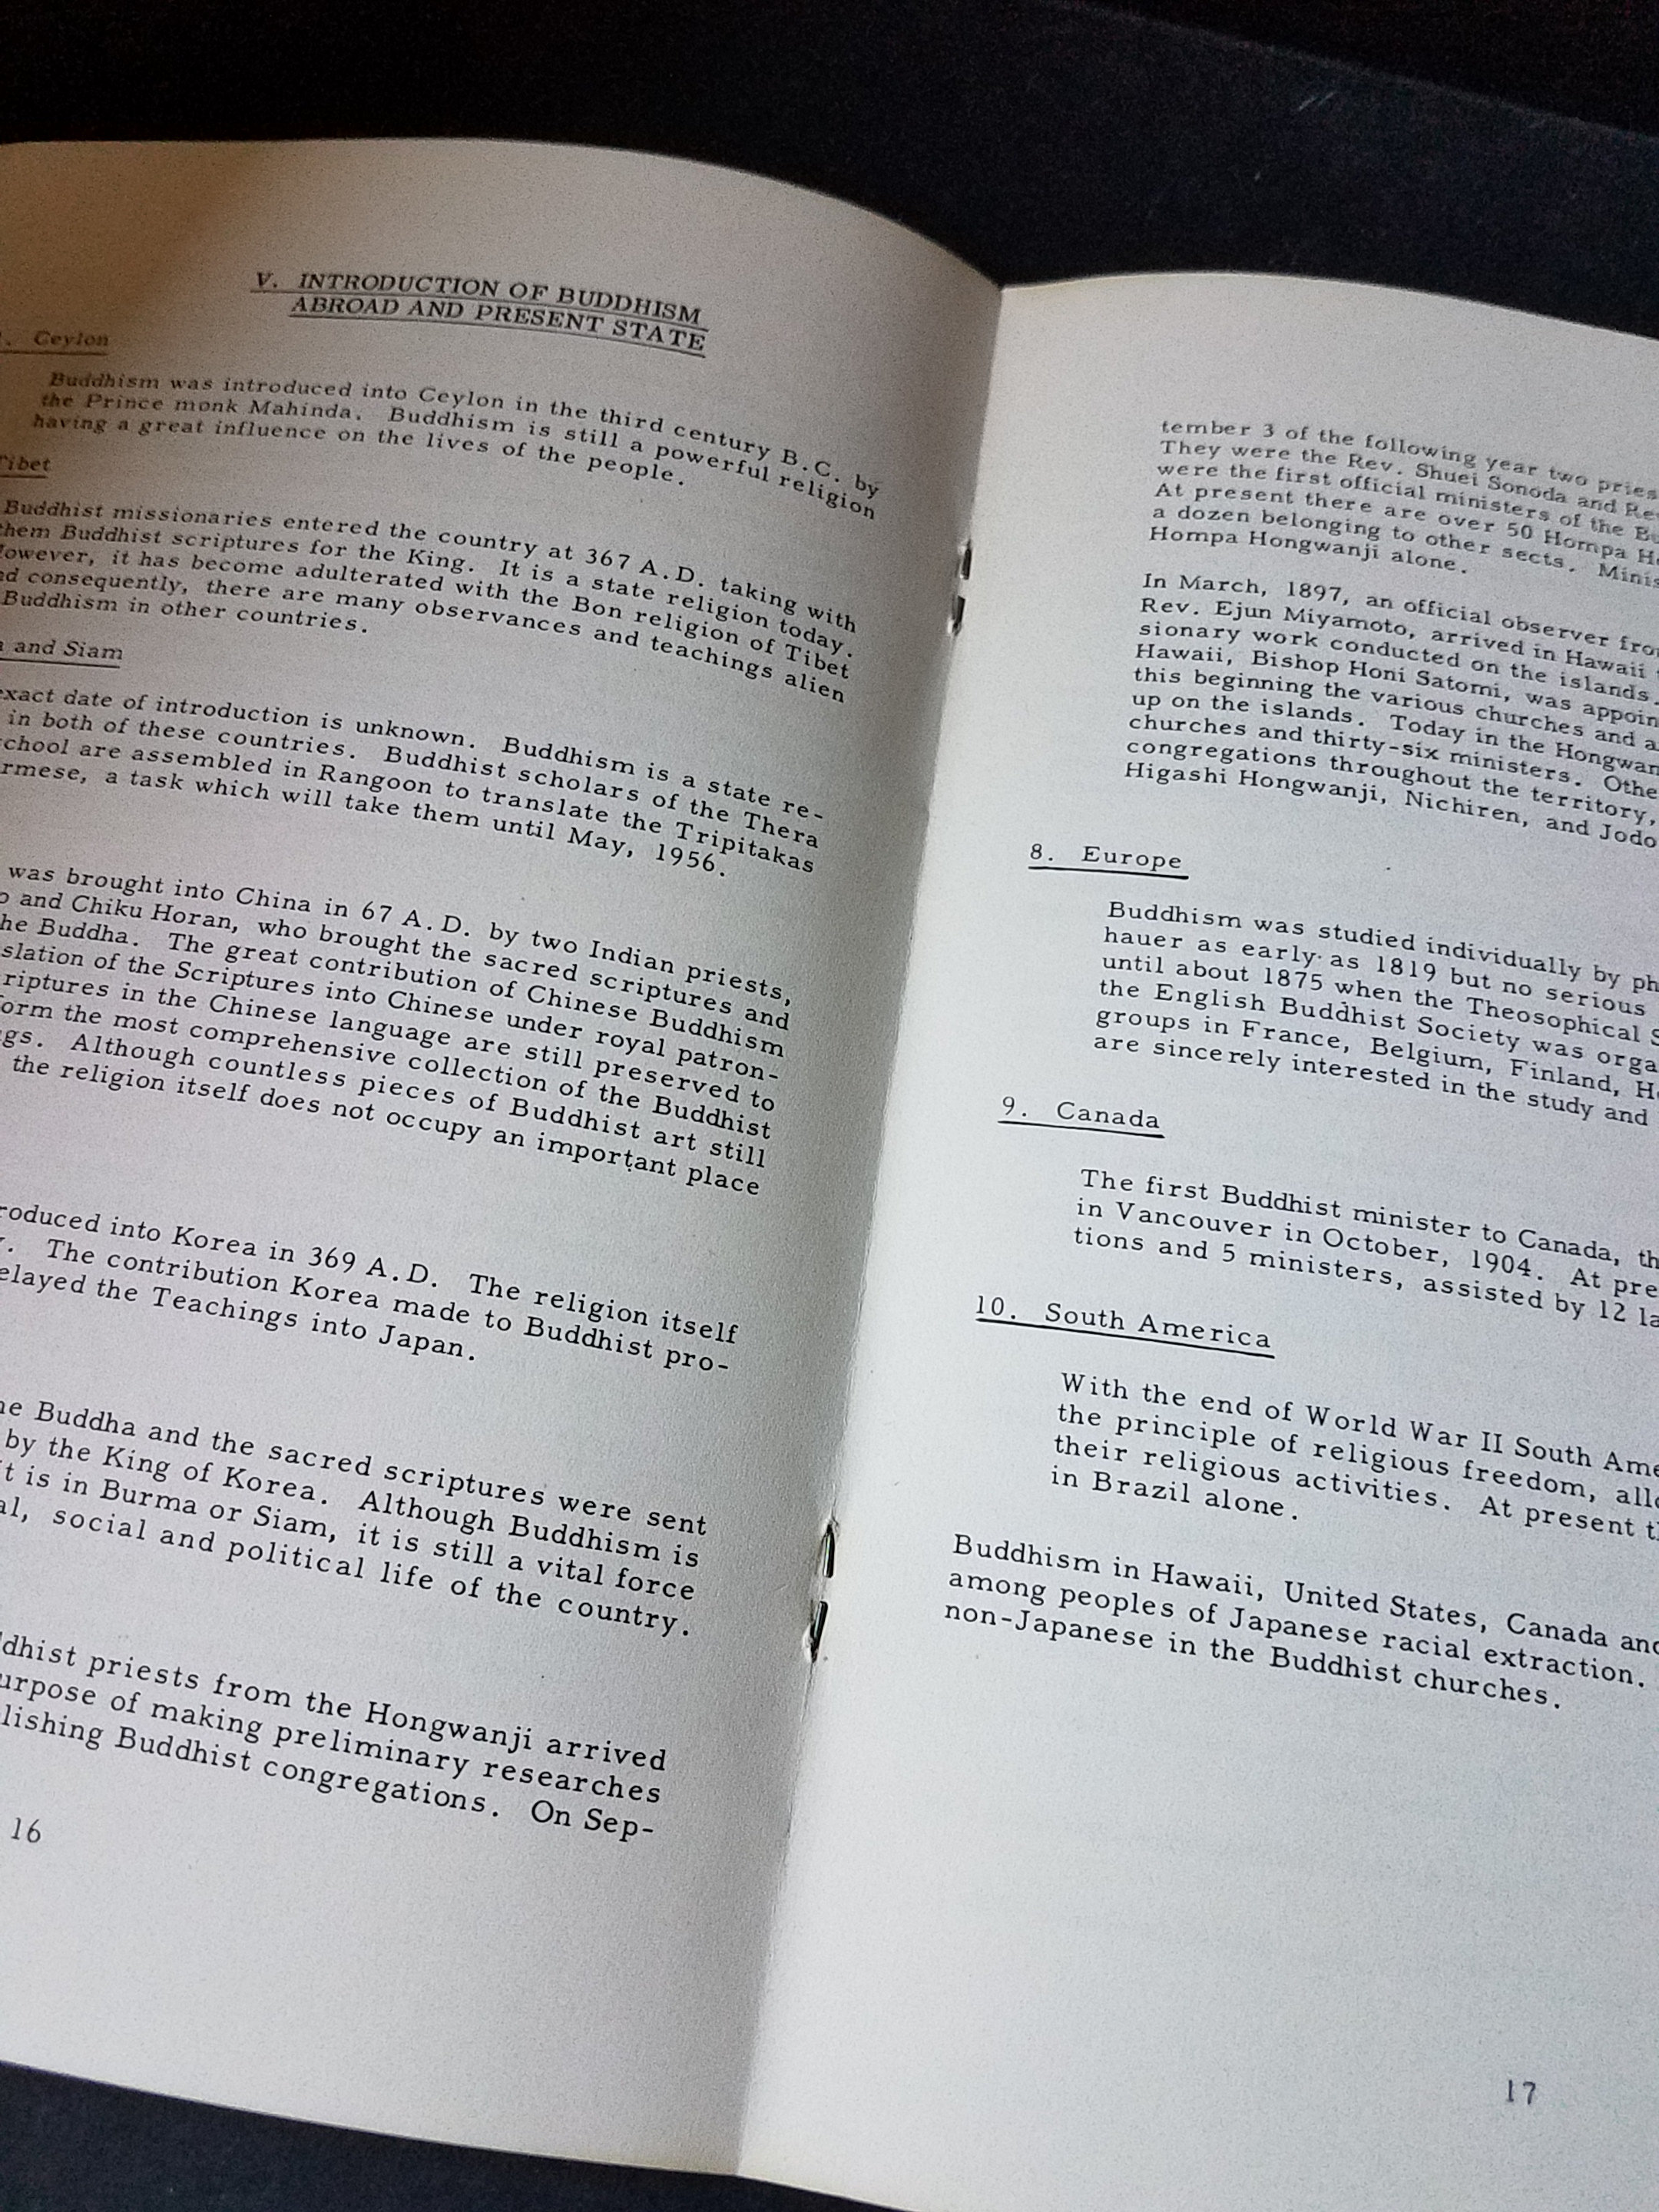 V. INTRODUCTION OF BUDDHISM
ABROAD AND PRESENT STATE
. Ceylon
Buddhism was introduced into Ceylon in the third century B.C. by
the Prince monk Mahinda. Buddhism is still a powerful religion
having a great influence on the lives of the people.
Tibet
Buddhist missionaries entered the country at 367 A.D. taking with
them Buddhist scriptures for the King. It is a state religion today.
However, it has become adulterated with the Bon religion of Tibet
consequently, there are many observances and teachings alien
Buddhism in other countries.
and Siam
exact date of introduction is unknown. Buddhism is a state re-
in both of these countries. Buddhist scholars of the Thera
school are assembled in Rangoon to translate the Tripitakas
rmese, a task which will take them until May, 1956.
was brought into China in 67 A.D. by two Indian priests,
and Chiku Horan, who brought the sacred scriptures and
he Buddha. The great contribution of Chinese Buddhism
slation of the Scriptures into Chinese under royal patron-
riptures in the Chinese language are still preserved to
form the most comprehensive collection of the Buddhist
gs. Although countless pieces of Buddhist art still
the religion itself does not occupy an important place
roduced into Korea in 369 A.D. The religion itself
. The contribution Korea made to Buddhist pro-
elayed the Teachings into Japan.
he Buddha and the sacred scriptures were sent
by the King of Korea. Although Buddhism is
it is in Burma or Siam, it is still a vital force
al, social and political life of the country.
ddhist priests from the Hongwanji arrived
urpose of making preliminary researches
lishing Buddhist congregations. On Sep-
16
tember 3 of the following year two pries
They were the Rev. Shuei Sonoda and Rev
were the first official ministers of the Bu
At present there are over 50 Hompa Ho
a dozen belonging to other sects. Minis
Hompa Hongwanji alone.
In March, 1897, an official observer fro
Rev. Ejun Miyamoto, arrived in Hawaii
sionary work conducted on the islands.
Hawaii, Bishop Honi Satomi, was appoin
this beginning the various churches and a
up on the islands. Today in the Hongwan
churches and thirty-six ministers. Othe
congregations throughout the territory,
Higashi Hongwanji, Nichiren, and Jodo
8. Europe
Buddhism was studied individually by ph
hauer as early as 1819 but no serious
until about 1875 when the Theosophical S
the English Buddhist Society was orga
groups in France, Belgium, Finland, Ho
are sincerely interested in the study and
9. Canada
The first Buddhist minister to Canada, th
in Vancouver in October, 1904. At pre
tions and 5 ministers, assisted by 12 la
10. South America
With the end of World War II South Ame
the principle of religious freedom, allo
their religious activities. At present th
in Brazil alone.
Buddhism in Hawaii, United States, Canada and
among peoples of Japanese racial extraction.
non-Japanese in the Buddhist churches.
17